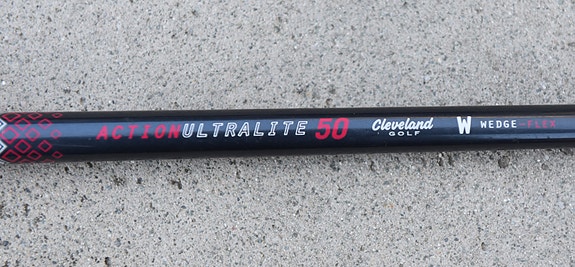 ACTIONULTRALITE 50 Cleveland GOLF W WEDGE-FLEX